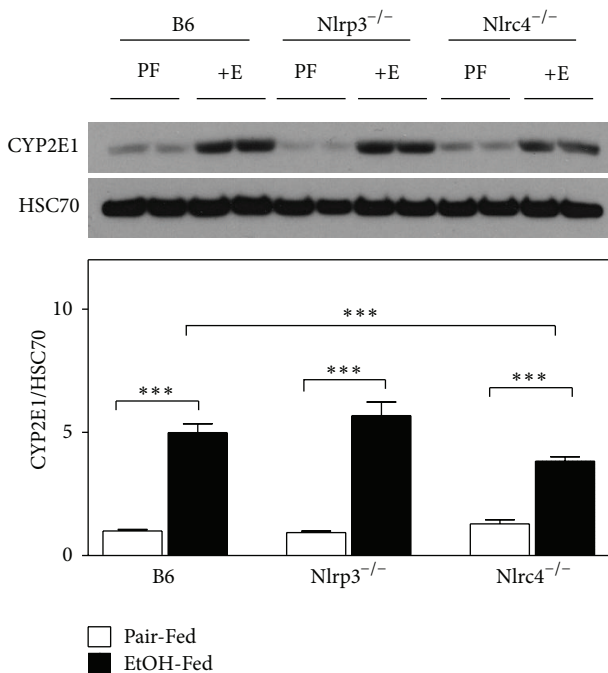 B6 Nlrp3−/− Nlrc4−/−
PF +E PF +E PF +E
CYP2E1
HSC70
10
5
0
CYP2E1/HSC70
***
*** *** ***
B6 Nlrp3−/− Nlrc4−/−
Pair-Fed
EtOH-Fed